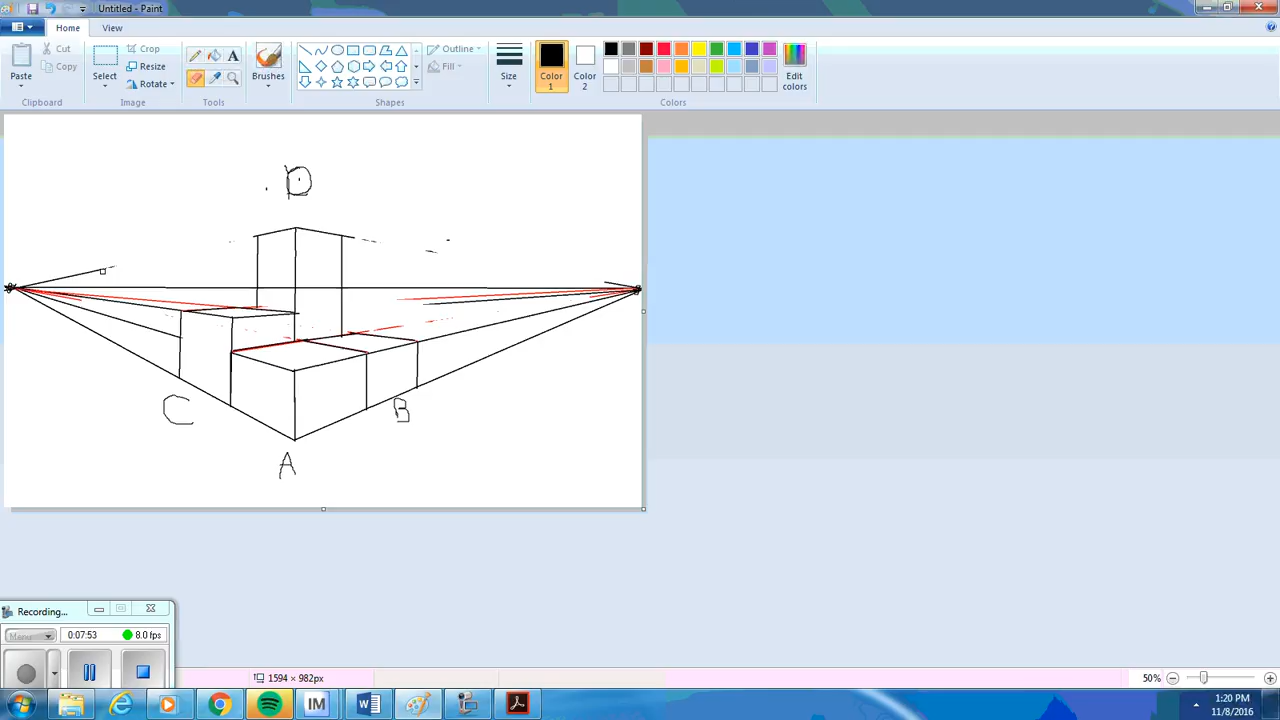 Untitled - Paint
Home View
Paste
Cut
Copy
Clipboard
Select
Crop
Resize
Rotate
Image
A
Tools
Brushes
Outline
Fill
Shapes
Size
Color 1
Color 2
Edit colors
Colors
D
C
B
A
Recording...
Menu 0:07:53 8.0 fps
1594 × 982px
50%
IM
W
1:20 PM
11/8/2016